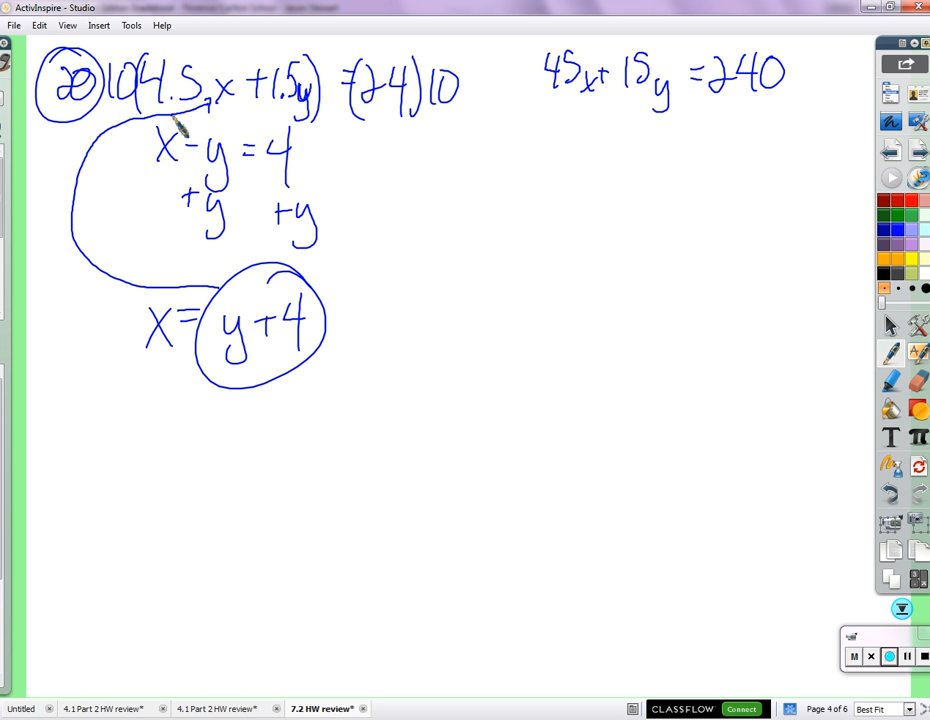 ActivInspire - Studio
File Edit View Insert Tools Help
20 10(4.5x + 1.5y) = (24)10
45x + 15y = 240
x - y = 4
+y +y
x = y + 4
M
Untitled 4.1 Part 2 HW review* 4.1 Part 2 HW review* 7.2 HW review* CLASSFLOW Connect Page 4 of 6 Best Fit